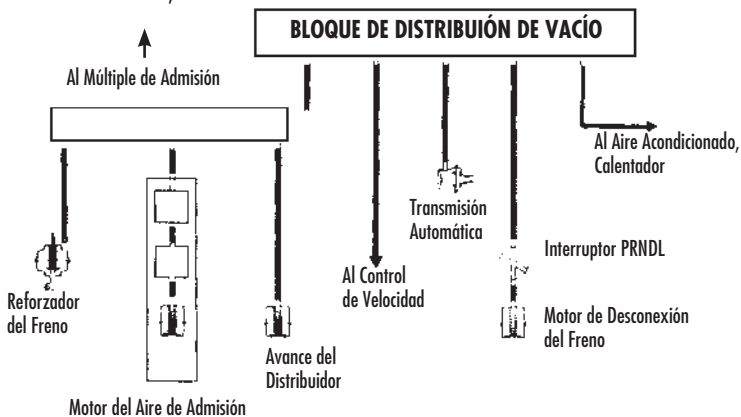 BLOQUE DE DISTRIBUIÓN DE VACÍO
Al Múltiple de Admisión
Al Aire Acondicionado,
Calentador
Transmisión
Automática
Interruptor PRNDL
Al Control
de Velocidad
Reforzador
del Freno
Motor de Desconexión
del Freno
Avance del
Distribuidor
Motor del Aire de Admisión